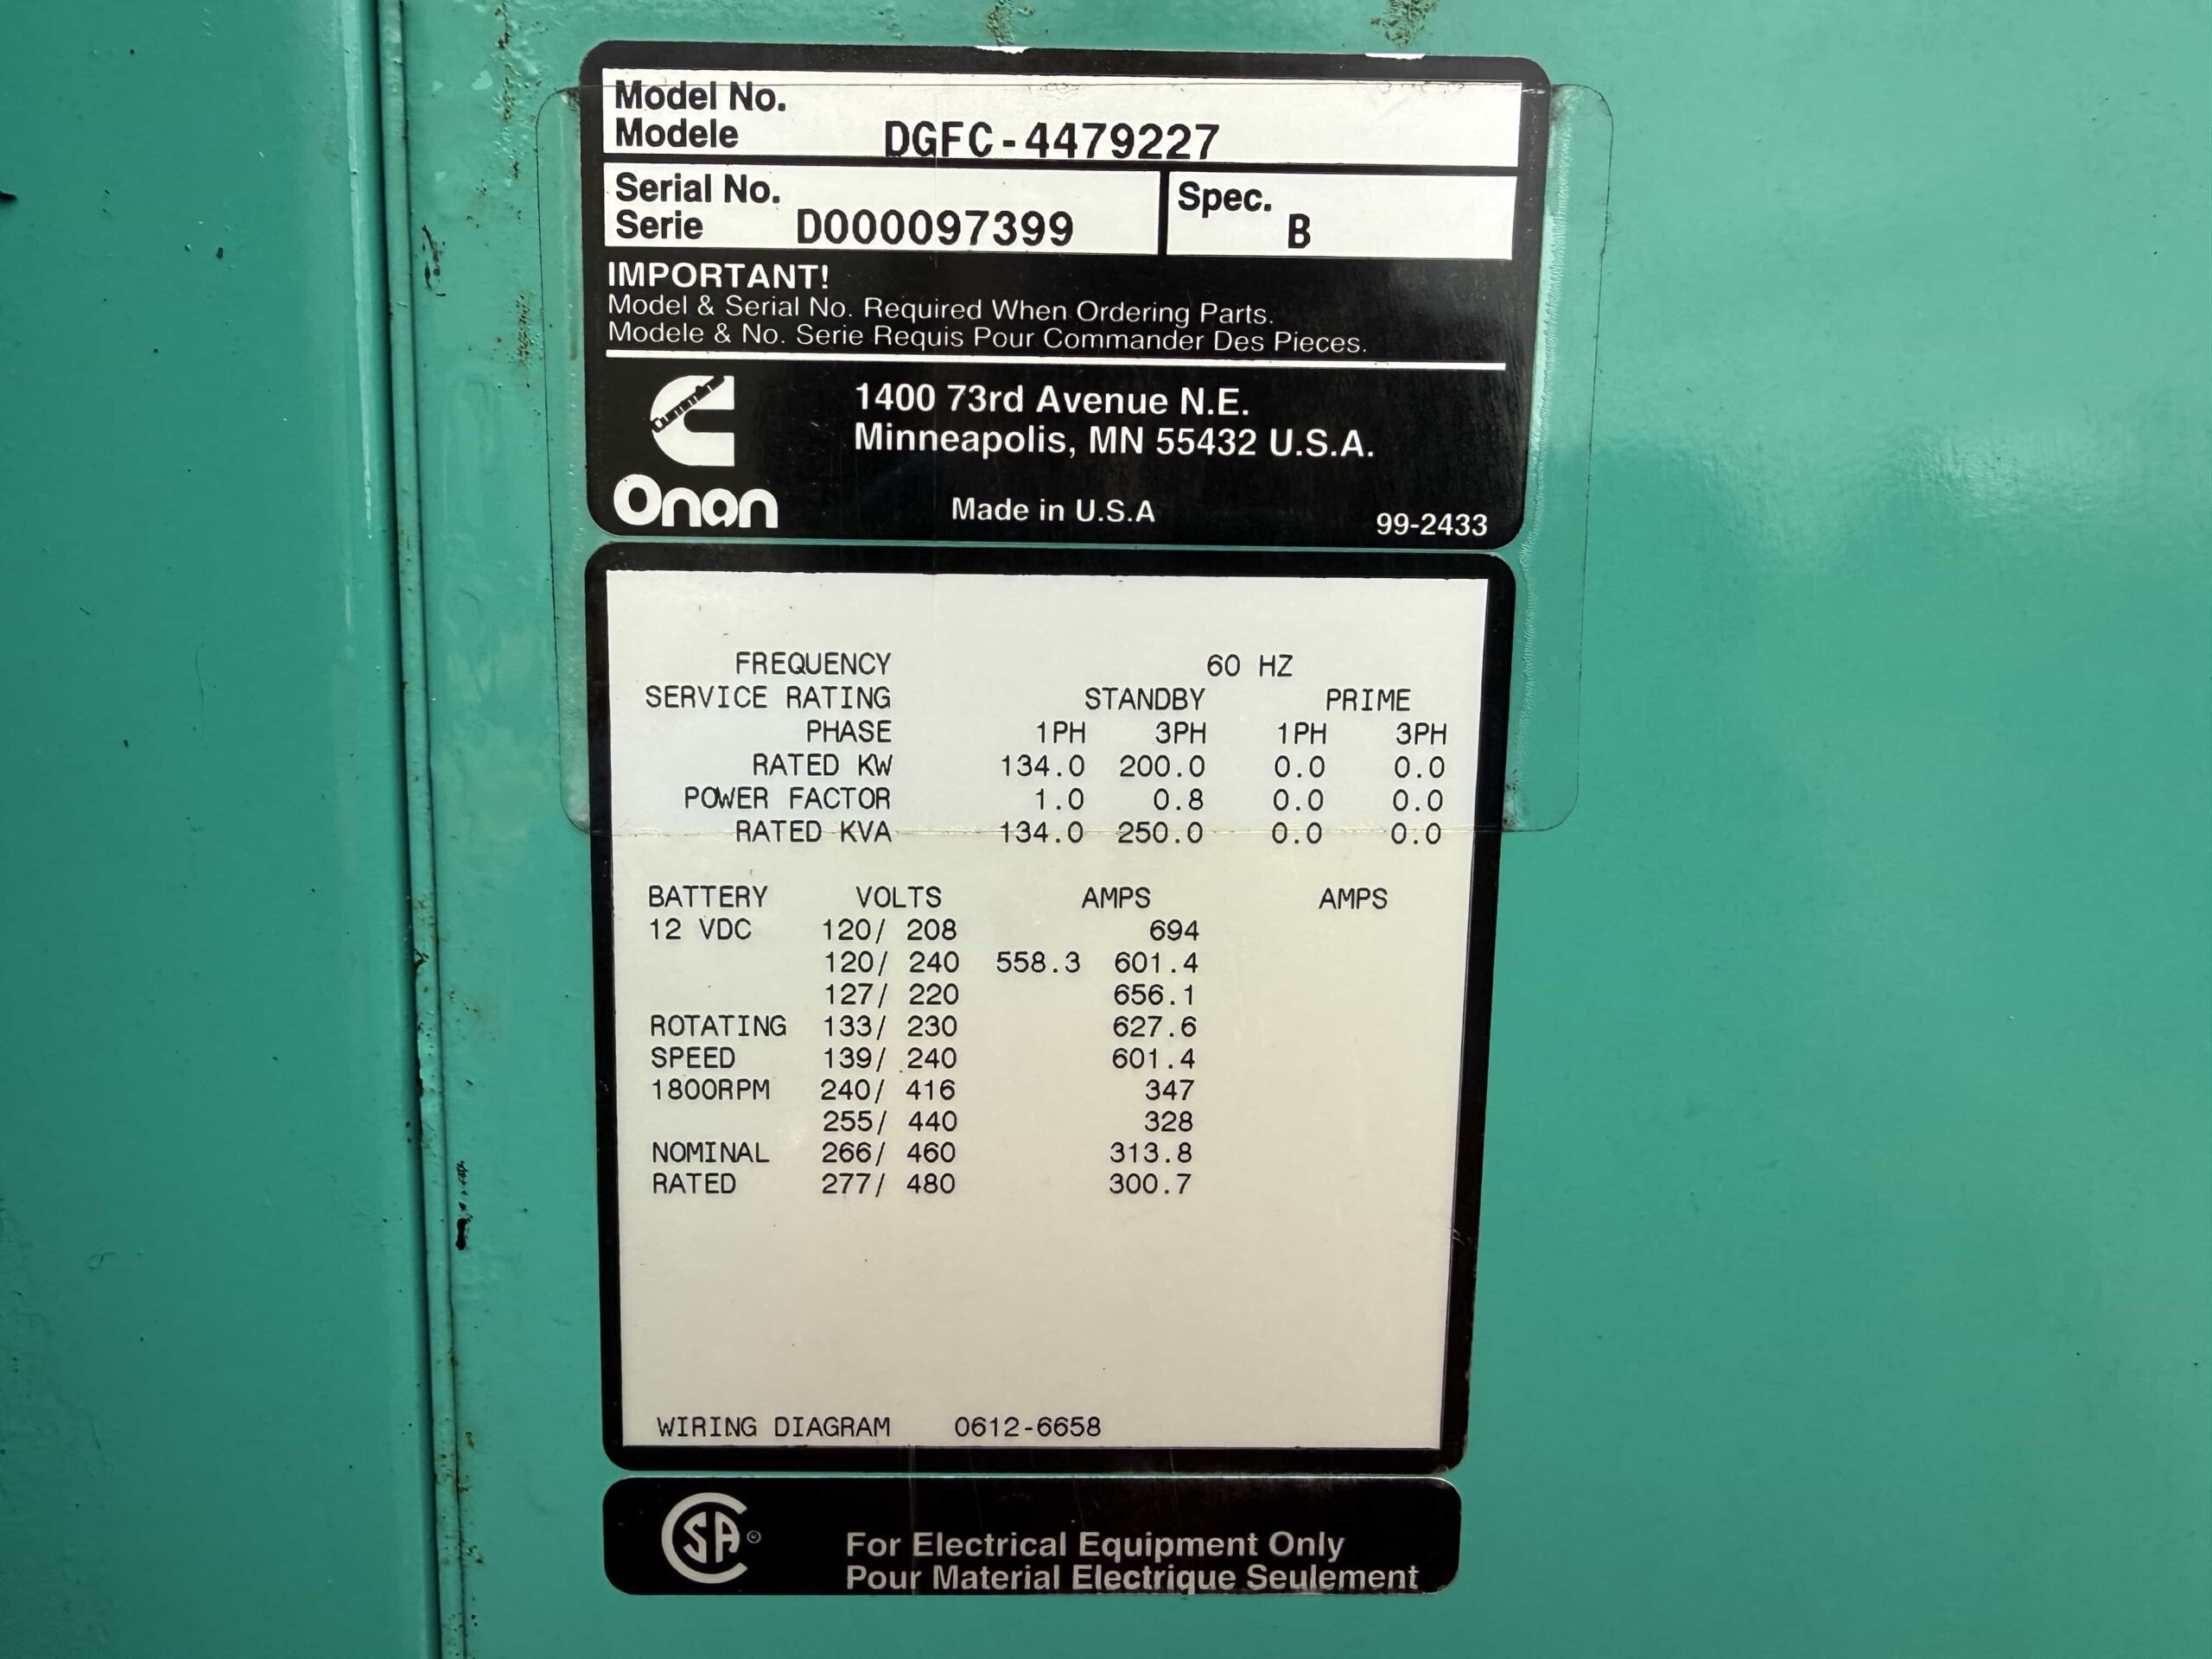 Model No.
Modele DGFC-4479227
Serial No.
Serie D000097399
Spec.
B
IMPORTANT!
Model & Serial No. Required When Ordering Parts.
Modele & No. Serie Requis Pour Commander Des Pieces.
Cummins
Onan
1400 73rd Avenue N.E.
Minneapolis, MN 55432 U.S.A.
Made in U.S.A
99-2433
FREQUENCY 60 HZ
SERVICE RATING STANDBY PRIME
PHASE 1PH 3PH 1PH 3PH
RATED KW 134.0 200.0 0.0 0.0
POWER FACTOR 1.0 0.8 0.0 0.0
RATED KVA 134.0 250.0 0.0 0.0
BATTERY VOLTS AMPS AMPS
12 VDC 120/ 208 694
120/ 240 558.3 601.4
127/ 220 656.1
ROTATING 133/ 230 627.6
SPEED 139/ 240 601.4
1800RPM 240/ 416 347
255/ 440 328
NOMINAL 266/ 460 313.8
RATED 277/ 480 300.7
WIRING DIAGRAM 0612-6658
CSA ©
For Electrical Equipment Only
Pour Material Electrique Seulement